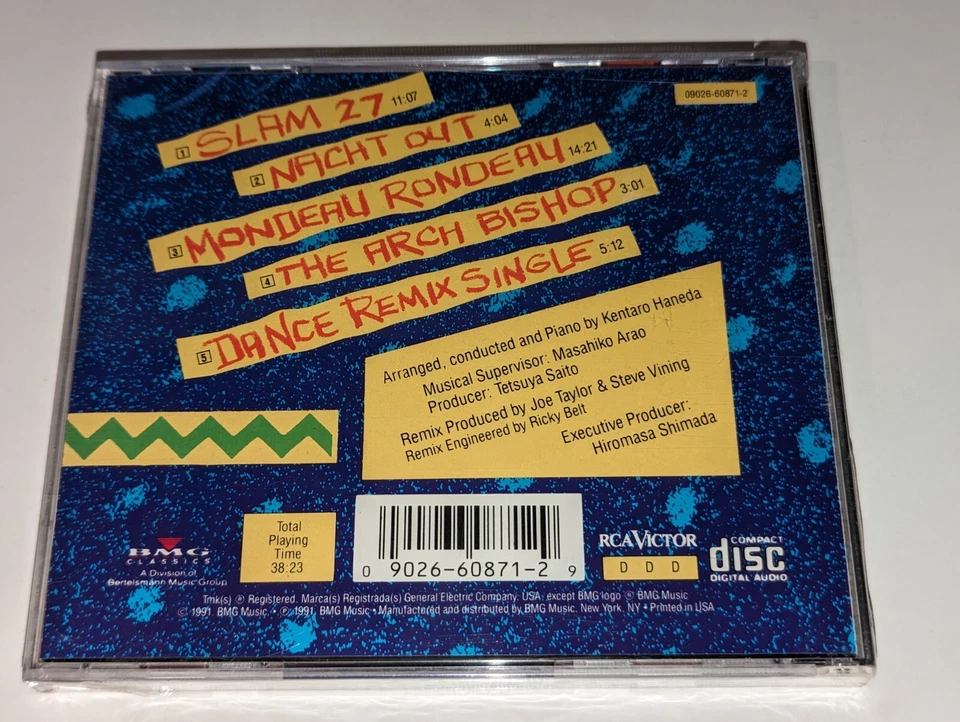 09026-60871-2
1 SLAM 27 11:07
2 NACHT OUT 4:04
3 MONDEAU RONDEAU 14:21
4 THE ARCH BISHOP 3:01
5 DANCE REMIX SINGLE 5:12
Arranged, conducted and Piano by Kentaro Haneda
Musical Supervisor: Masahiko Arao
Producer: Tetsuya Saito
Remix Produced by Joe Taylor & Steve Vining
Remix Engineered by Ricky Belt
Executive Producer:
Hiromasa Shimada
BMG
CLASSICS
A Division of
Bertelsmann Music Group
Total
Playing
Time
38:23
0 9026-60871-2 9
RCA VICTOR
D D D
COMPACT
disc
DIGITAL AUDIO
Tmk(s) ® Registered. Marca(s) Registrada(s) General Electric Company, USA. except BMG logo ® BMG Music
© 1991. BMG Music • ℗ 1991, BMG Music • Manufactured and distributed by BMG Music. New York. NY • Printed in USA